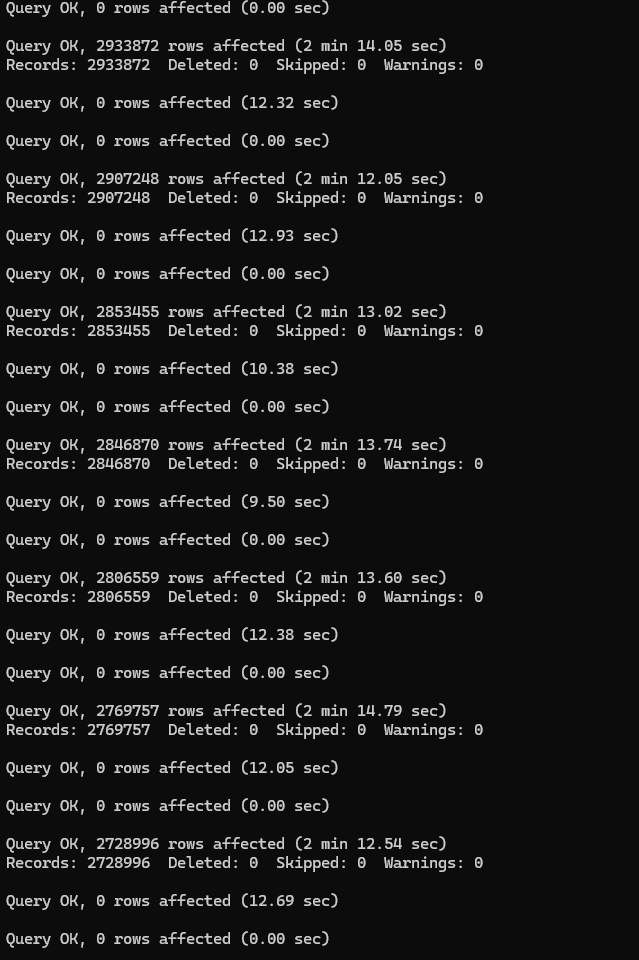 Query OK, 0 rows affected (0.00 sec)
Query OK, 2933872 rows affected (2 min 14.05 sec)
Records: 2933872  Deleted: 0  Skipped: 0  Warnings: 0
Query OK, 0 rows affected (12.32 sec)
Query OK, 0 rows affected (0.00 sec)
Query OK, 2907248 rows affected (2 min 12.05 sec)
Records: 2907248  Deleted: 0  Skipped: 0  Warnings: 0
Query OK, 0 rows affected (12.93 sec)
Query OK, 0 rows affected (0.00 sec)
Query OK, 2853455 rows affected (2 min 13.02 sec)
Records: 2853455  Deleted: 0  Skipped: 0  Warnings: 0
Query OK, 0 rows affected (10.38 sec)
Query OK, 0 rows affected (0.00 sec)
Query OK, 2846870 rows affected (2 min 13.74 sec)
Records: 2846870  Deleted: 0  Skipped: 0  Warnings: 0
Query OK, 0 rows affected (9.50 sec)
Query OK, 0 rows affected (0.00 sec)
Query OK, 2806559 rows affected (2 min 13.60 sec)
Records: 2806559  Deleted: 0  Skipped: 0  Warnings: 0
Query OK, 0 rows affected (12.38 sec)
Query OK, 0 rows affected (0.00 sec)
Query OK, 2769757 rows affected (2 min 14.79 sec)
Records: 2769757  Deleted: 0  Skipped: 0  Warnings: 0
Query OK, 0 rows affected (12.05 sec)
Query OK, 0 rows affected (0.00 sec)
Query OK, 2728996 rows affected (2 min 12.54 sec)
Records: 2728996  Deleted: 0  Skipped: 0  Warnings: 0
Query OK, 0 rows affected (12.69 sec)
Query OK, 0 rows affected (0.00 sec)